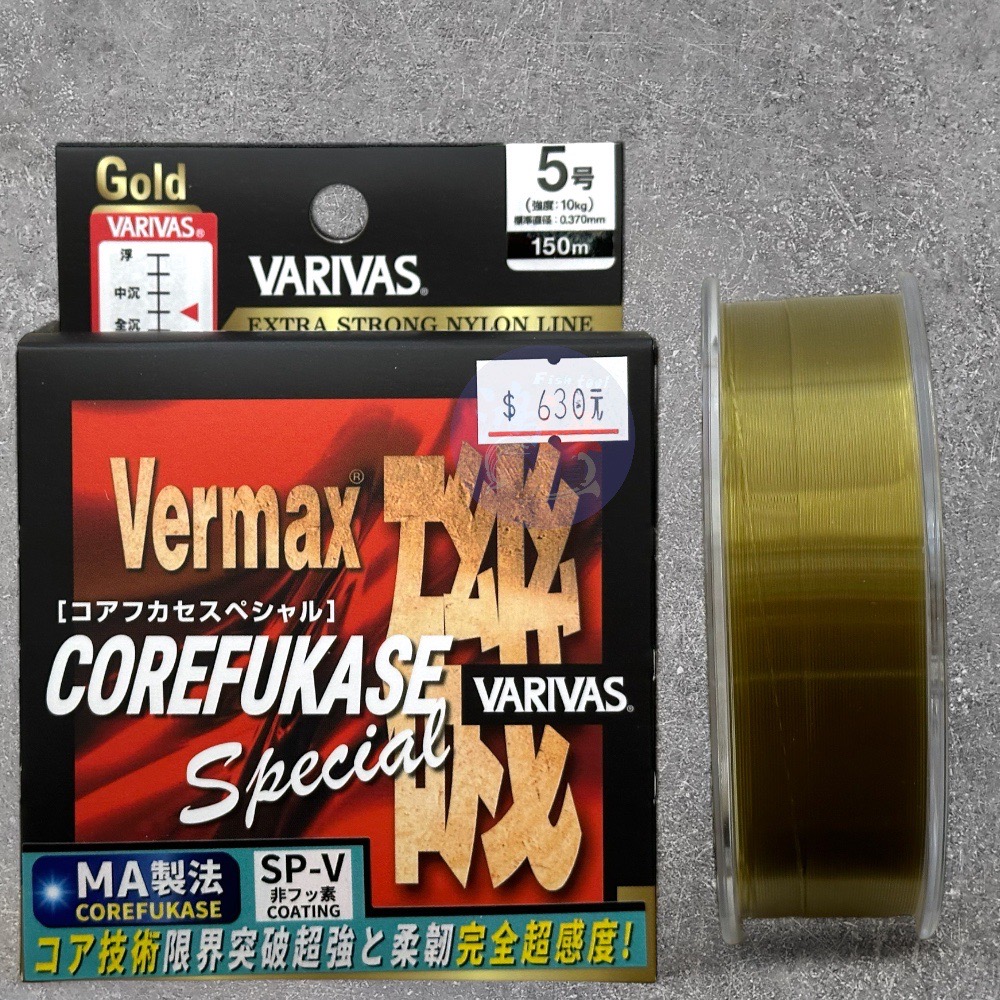 Gold
5号
(強度:10kg)
標準直径:0.370mm
150m
VARIVAS®
浮
中沉
全沉
VARIVAS®
EXTRA STRONG NYLON LINE
$ 630元
Vermax®
磯
[コアフカセスペシャル]
COREFUKASE
Special
VARIVAS®
MA製法
COREFUKASE
SP-V
非フッ素
COATING
コア技術限界突破超強と柔韌完全超感度!